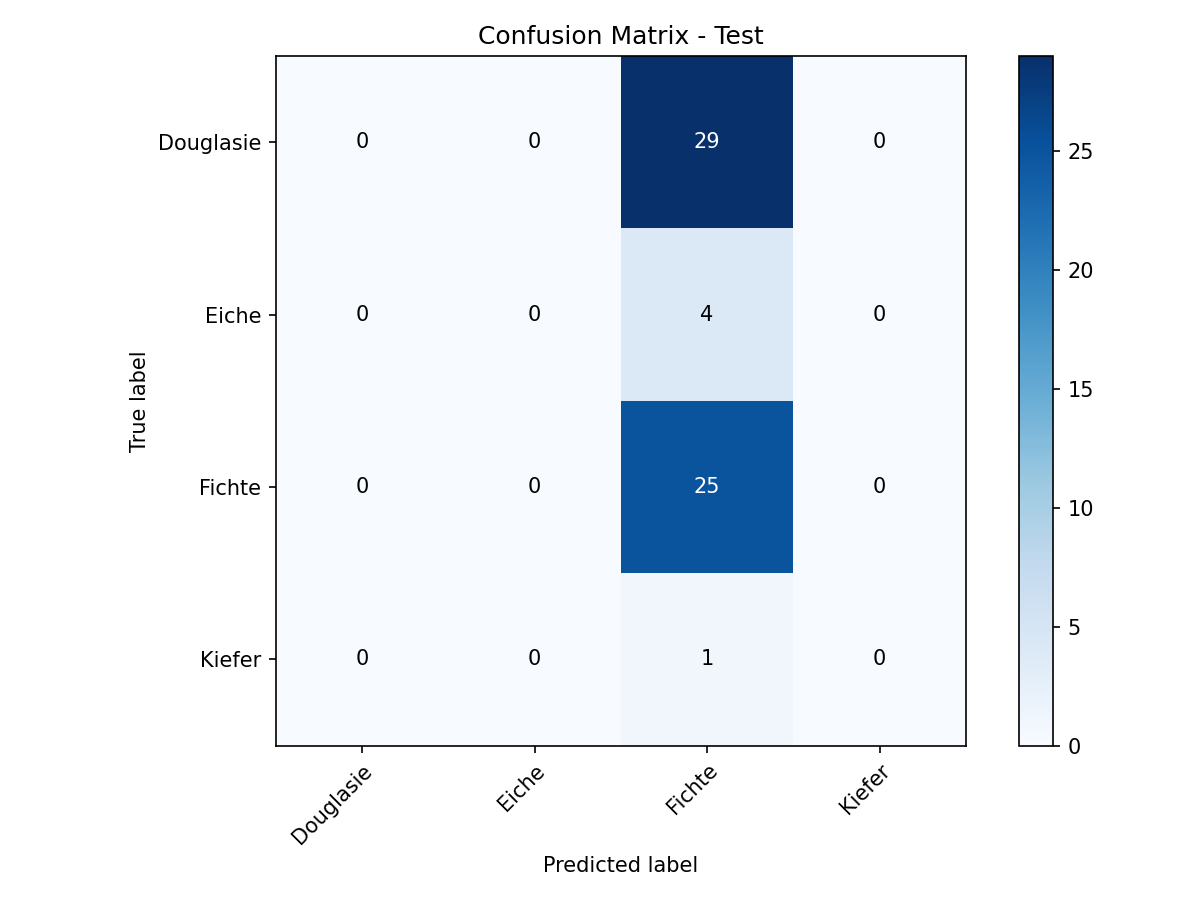 Confusion Matrix - Test
Douglasie 0 0 29 0
Eiche 0 0 4 0
Fichte 0 0 25 0
Kiefer 0 0 1 0
True label
Douglasie Eiche Fichte Kiefer
Predicted label
25
20
15
10
5
0